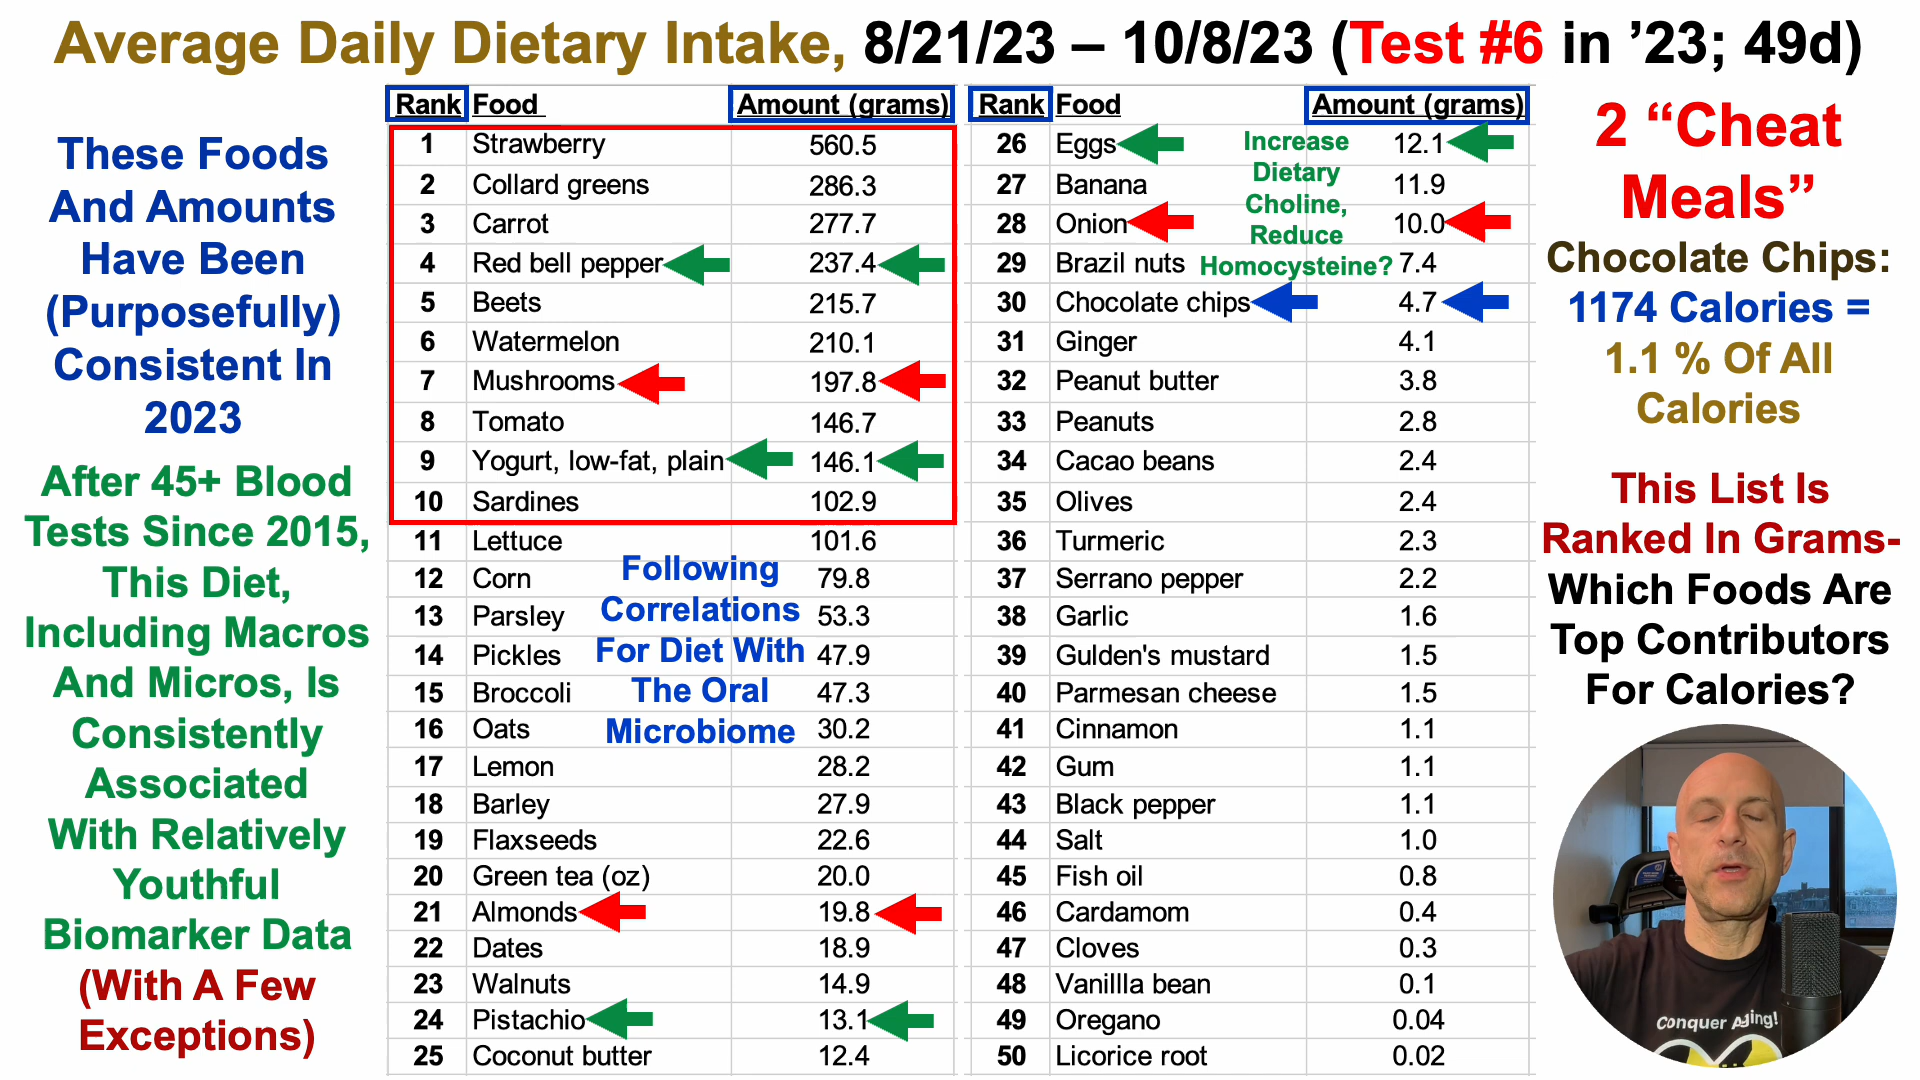 Average Daily Dietary Intake, 8/21/23 – 10/8/23 (Test #6 in ’23; 49d)
These Foods
And Amounts
Have Been
(Purposefully)
Consistent In
2023
After 45+ Blood
Tests Since 2015,
This Diet,
Including Macros
And Micros, Is
Consistently
Associated
With Relatively
Youthful
Biomarker Data
(With A Few
Exceptions)
Rank Food Amount (grams)
1 Strawberry 560.5
2 Collard greens 286.3
3 Carrot 277.7
4 Red bell pepper 237.4
5 Beets 215.7
6 Watermelon 210.1
7 Mushrooms 197.8
8 Tomato 146.7
9 Yogurt, low-fat, plain 146.1
10 Sardines 102.9
11 Lettuce 101.6
12 Corn 79.8
13 Parsley 53.3
14 Pickles 47.9
15 Broccoli 47.3
16 Oats 30.2
17 Lemon 28.2
18 Barley 27.9
19 Flaxseeds 22.6
20 Green tea (oz) 20.0
21 Almonds 19.8
22 Dates 18.9
23 Walnuts 14.9
24 Pistachio 13.1
25 Coconut butter 12.4
Following
Correlations
For Diet With
The Oral
Microbiome
Rank Food Amount (grams)
26 Eggs 12.1
27 Banana 11.9
28 Onion 10.0
29 Brazil nuts 7.4
30 Chocolate chips 4.7
31 Ginger 4.1
32 Peanut butter 3.8
33 Peanuts 2.8
34 Cacao beans 2.4
35 Olives 2.4
36 Turmeric 2.3
37 Serrano pepper 2.2
38 Garlic 1.6
39 Gulden's mustard 1.5
40 Parmesan cheese 1.5
41 Cinnamon 1.1
42 Gum 1.1
43 Black pepper 1.1
44 Salt 1.0
45 Fish oil 0.8
46 Cardamom 0.4
47 Cloves 0.3
48 Vanillla bean 0.1
49 Oregano 0.04
50 Licorice root 0.02
Increase
Dietary
Choline,
Reduce
Homocysteine?
2 “Cheat
Meals”
Chocolate Chips:
1174 Calories =
1.1 % Of All
Calories
This List Is
Ranked In Grams-
Which Foods Are
Top Contributors
For Calories?
Conquer Aging!